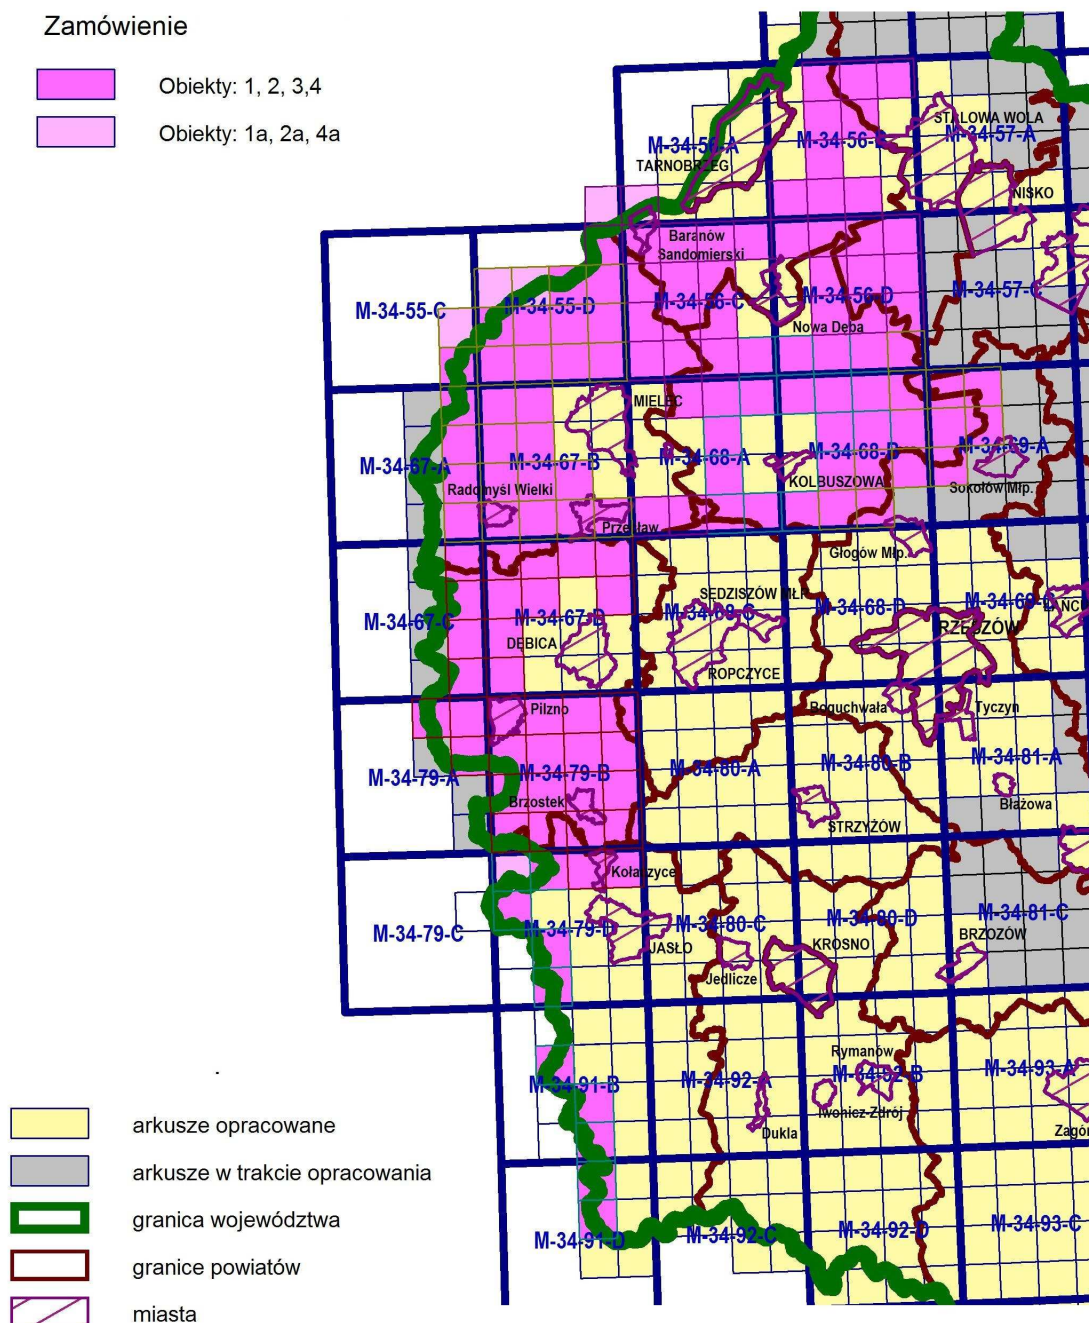 Zamówienie
Obiekty: 1, 2, 3,4
Obiekty: 1a, 2a, 4a
STALOWA WOLA
M-34-56-A
M-34-56-B
M-34-57-A
TARNOBRZEG
NISKO
Baranów
Sandomierski
M-34-55-C
M-34-55-D
M-34-56-C
M-34-56-D
M-34-57-C
Nowa Dęba
MIELEC
M-34-67-A
M-34-67-B
M-34-68-A
M-34-68-B
M-34-69-A
KOLBUSZOWA
Radomyśl Wielki
Sokołów Młp.
Przecław
Głogów Młp.
SĘDZISZÓW MŁP.
M-34-67-C
M-34-67-D
M-34-68-C
M-34-68-D
M-34-69-C
RZESZÓW
DĘBICA
ROPCZYCE
Pilzno
Boguchwała
Tyczyn
M-34-79-A
M-34-79-B
M-34-80-A
M-34-80-B
M-34-81-A
Brzostek
Błażowa
STRZYŻÓW
Kołaczyce
M-34-79-C
M-34-79-D
M-34-80-C
M-34-80-D
M-34-81-C
JASŁO
KROSNO
BRZOZÓW
Jedlicze
Rymanów
M-34-91-B
M-34-92-A
M-34-92-B
M-34-93-A
Iwonicz-Zdrój
Dukla
Zagór
arkusze opracowane
arkusze w trakcie opracowania
granica województwa
M-34-91-D
M-34-92-C
M-34-92-D
M-34-93-C
granice powiatów
miasta